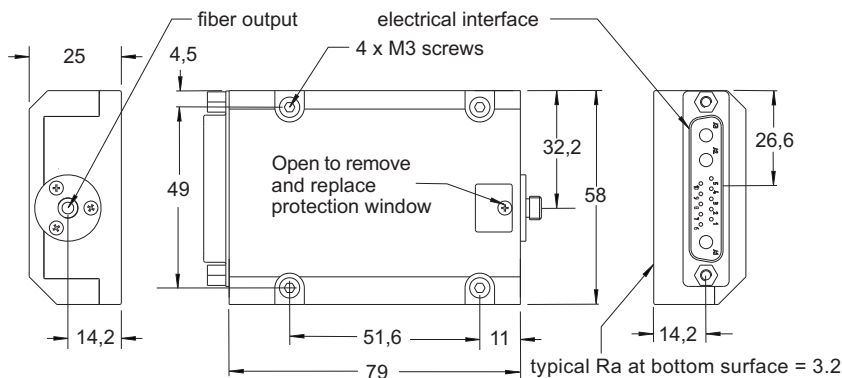 fiber output
electrical interface
4 x M3 screws
25
4,5
26,6
32,2
Open to remove
and replace
protection window
49
58
14,2
51,6
11
14,2
79
typical Ra at bottom surface = 3.2